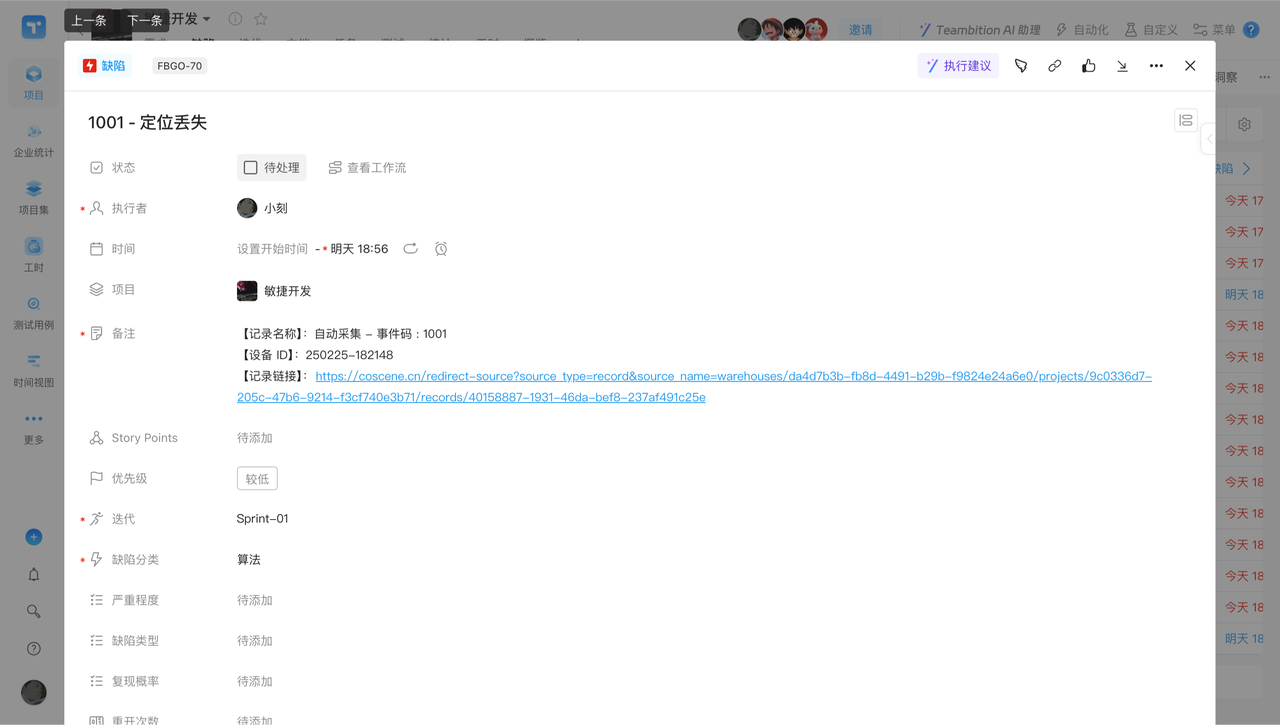 上一条 下一条
开发
邀请
Teambition AI 助理
自动化
自定义
菜单
缺陷
FBGO-70
执行建议
项目
企业统计
项目集
工时
测试用例
时间视图
更多
1001 - 定位丢失
状态 待处理 查看工作流
* 执行者 小刻
时间 设置开始时间 - * 明天 18:56
项目 敏捷开发
* 备注
【记录名称】：自动采集 - 事件码 : 1001
【设备 ID】：250225-182148
【记录链接】： https://coscene.cn/redirect-source?source_type=record&source_name=warehouses/da4d7b3b-fb8d-4491-b29b-f9824e24a6e0/projects/9c0336d7-
205c-47b6-9214-f3cf740e3b71/records/40158887-1931-46da-bef8-237af491c25e
Story Points 待添加
优先级 较低
* 迭代 Sprint-01
* 缺陷分类 算法
严重程度 待添加
缺陷类型 待添加
复现概率 待添加
重开次数 待添加
洞察
缺陷
今天 17
今天 17
今天 17
明天 18
今天 18
今天 18
今天 18
今天 18
今天 18
今天 18
今天 18
今天 18
今天 18
今天 18
明天 18